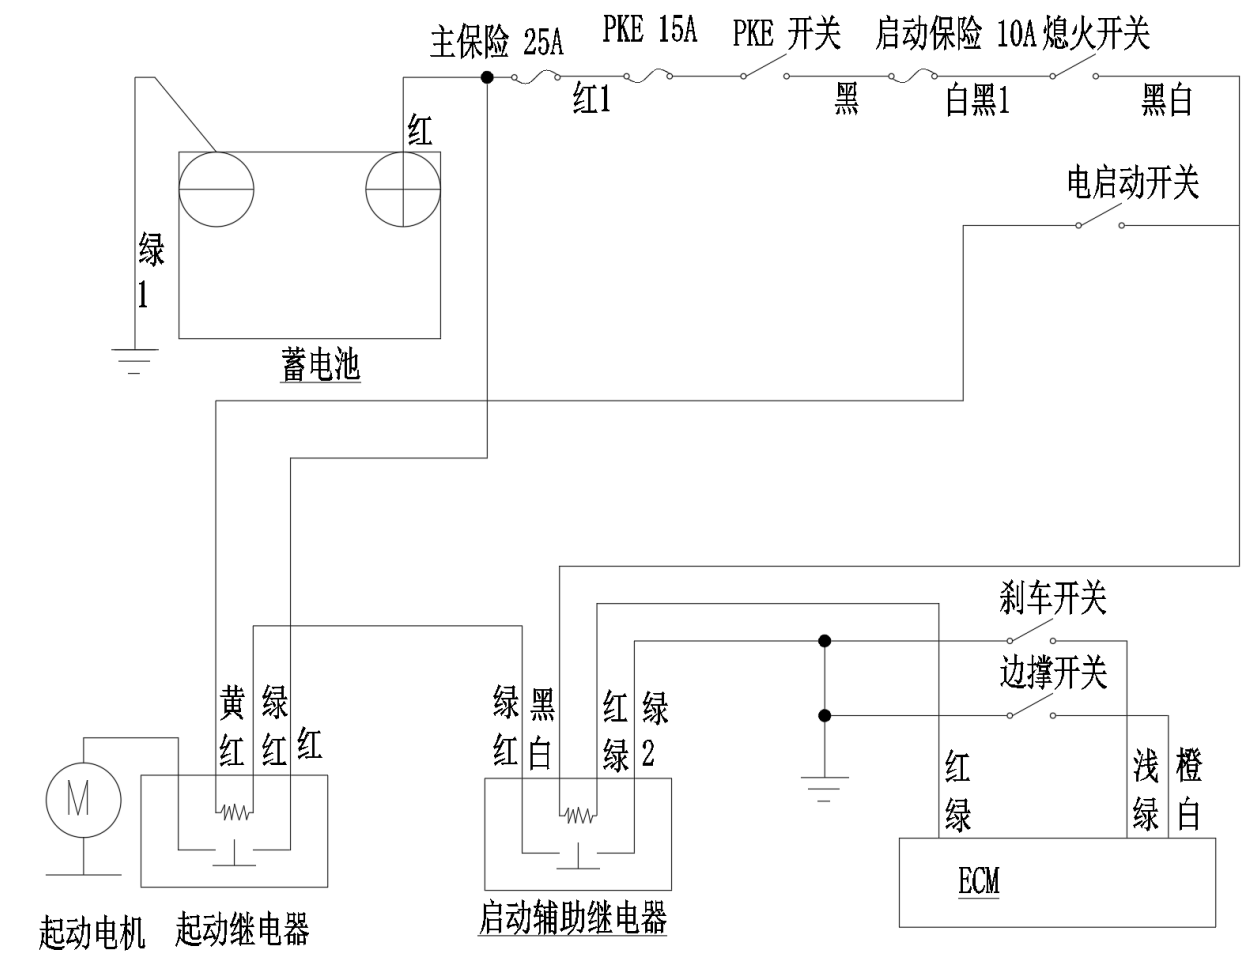 主保险 25A
PKE 15A
PKE 开关
启动保险 10A
熄火开关
红1
黑
白黑1
黑白
红
电启动开关
绿1
蓄电池
刹车开关
边撑开关
黄红
绿红
红
绿红
黑白
红绿
绿2
红绿
浅绿
橙白
M
ECM
起动电机
起动继电器
启动辅助继电器